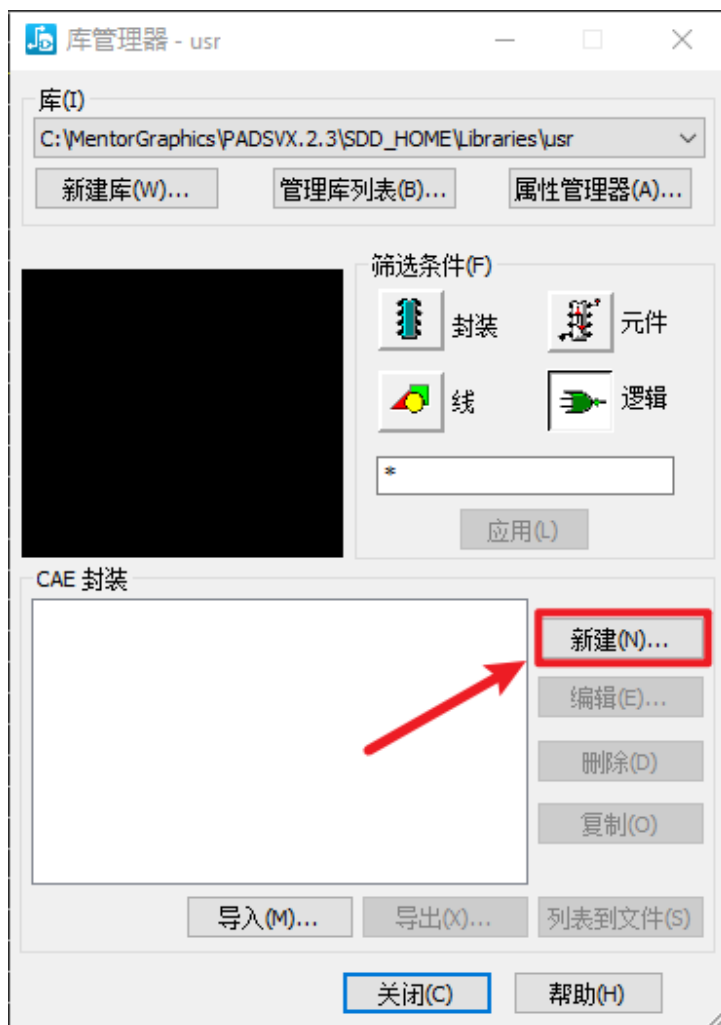 库管理器 - usr
库(I)
C:\MentorGraphics\PADSVX.2.3\SDD_HOME\Libraries\usr
新建库(W)... 管理库列表(B)... 属性管理器(A)...
筛选条件(F)
封装 元件
线 逻辑
*
应用(L)
CAE 封装
新建(N)...
编辑(E)...
删除(D)
复制(O)
导入(M)... 导出(X)... 列表到文件(S)
关闭(C) 帮助(H)